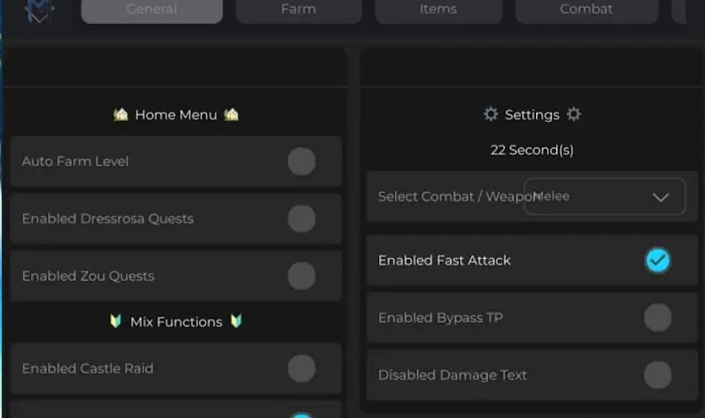 General
Farm
Items
Combat
🏡 Home Menu 🏡
Auto Farm Level
Enabled Dressrosa Quests
Enabled Zou Quests
🔰 Mix Functions 🔰
Enabled Castle Raid
⚙ Settings ⚙
22 Second(s)
Select Combat / Weapon
Melee
Enabled Fast Attack
Enabled Bypass TP
Disabled Damage Text